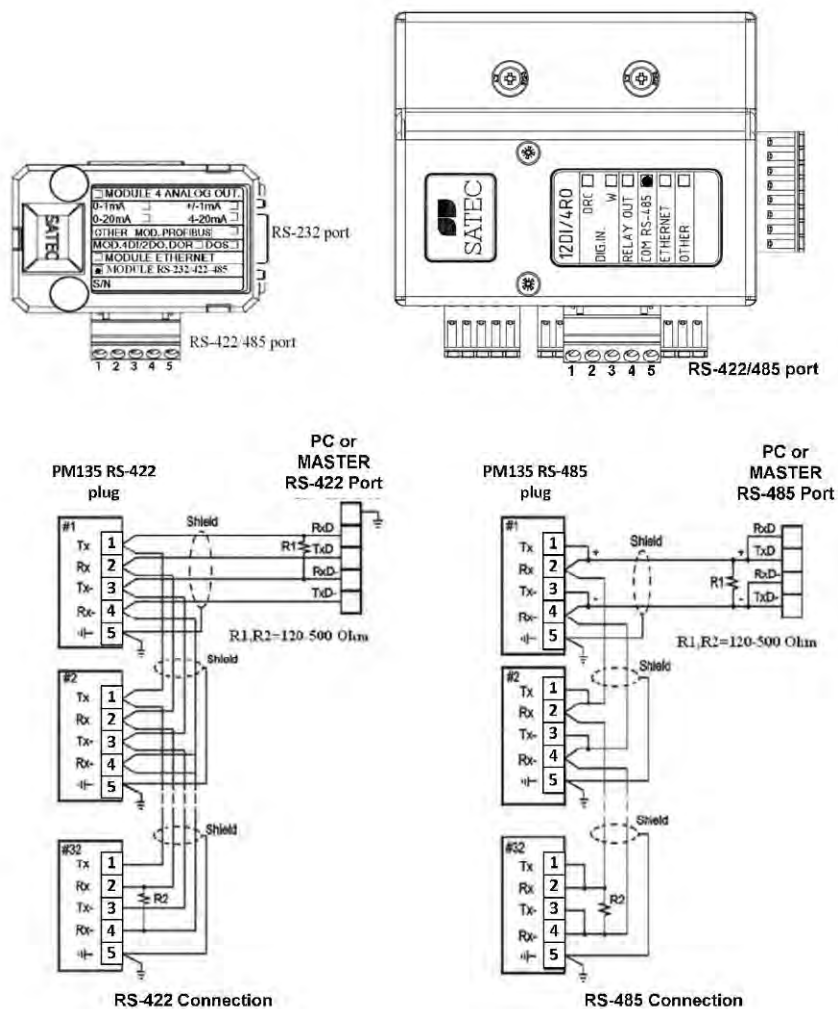 MODULE 4 ANALOG OUT.
0-1mA +/-1mA
0-20mA 4-20mA
OTHER MOD.PROFIBUS
MOD.4DI/2DO,DOR DOS
MODULE ETHERNET
MODULE RS-232/422-485
S/N
SATEC
RS-232 port
RS-422/485 port
1 2 3 4 5
SATEC
12DI/4RO
DRC
DIG.IN. W
RELAY OUT
COM RS-485
ETHERNET
OTHER
1 2 3 4 5
RS-422/485 port
PM135 RS-422
plug
PC or
MASTER
RS-422 Port
#1
Shield
Tx 1
Rx 2
Tx- 3
Rx- 4
5
R1
RxD
TxD
RxD-
TxD-
R1,R2=120-500 Ohm
#2
Shield
Tx 1
Rx 2
Tx- 3
Rx- 4
5
#32
Shield
Tx 1
Rx 2
Tx- 3
Rx- 4
5
R2
RS-422 Connection
PM135 RS-485
plug
PC or
MASTER
RS-485 Port
#1
Shield
Tx 1
Rx 2
Tx- 3
Rx- 4
5
+ +
- -
R1
RxD
TxD
RxD-
TxD-
R1,R2=120-500 Ohm
#2
Shield
Tx 1
Rx 2
Tx- 3
Rx- 4
5
#32
Shield
Tx 1
Rx 2
Tx- 3
Rx- 4
5
R2
RS-485 Connection